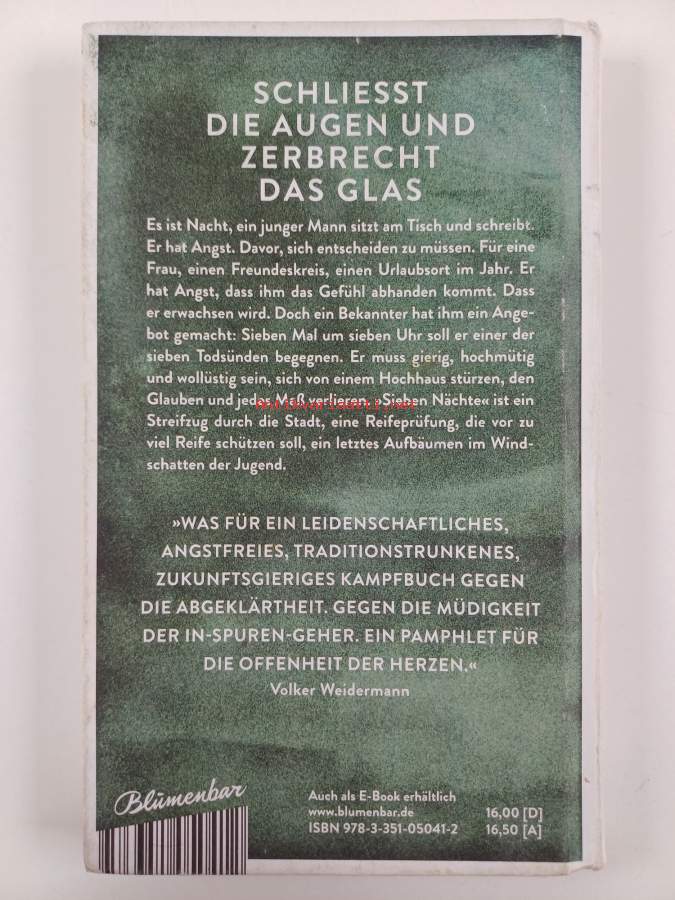 SCHLIESST
DIE AUGEN UND
ZERBRECHT
DAS GLAS
Es ist Nacht, ein junger Mann sitzt am Tisch und schreibt.
Er hat Angst. Davor, sich entscheiden zu müssen. Für eine
Frau, einen Freundeskreis, einen Urlaubsort im Jahr. Er
hat Angst, dass ihm das Gefühl abhanden kommt. Dass
er erwachsen wird. Doch ein Bekannter hat ihm ein Ange-
bot gemacht: Sieben Mal um sieben Uhr soll er einer der
sieben Todsünden begegnen. Er muss gierig, hochmütig
und wollüstig sein, sich von einem Hochhaus stürzen, den
Glauben und jedes Maß verlieren. »Sieben Nächte« ist ein
Streifzug durch die Stadt, eine Reifeprüfung, die vor zu
viel Reife schützen soll, ein letztes Aufbäumen im Wind-
schatten der Jugend.
»WAS FÜR EIN LEIDENSCHAFTLICHES,
ANGSTFREIES, TRADITIONSTRUNKENES,
ZUKUNFTSGIERIGES KAMPFBUCH GEGEN
DIE ABGEKLÄRTHEIT. GEGEN DIE MÜDIGKEIT
DER IN-SPUREN-GEHER. EIN PAMPHLET FÜR
DIE OFFENHEIT DER HERZEN.«
Volker Weidermann
Blumenbar
Auch als E-Book erhältlich
www.blumenbar.de 16,00 [D]
ISBN 978-3-351-05041-2 16,50 [A]